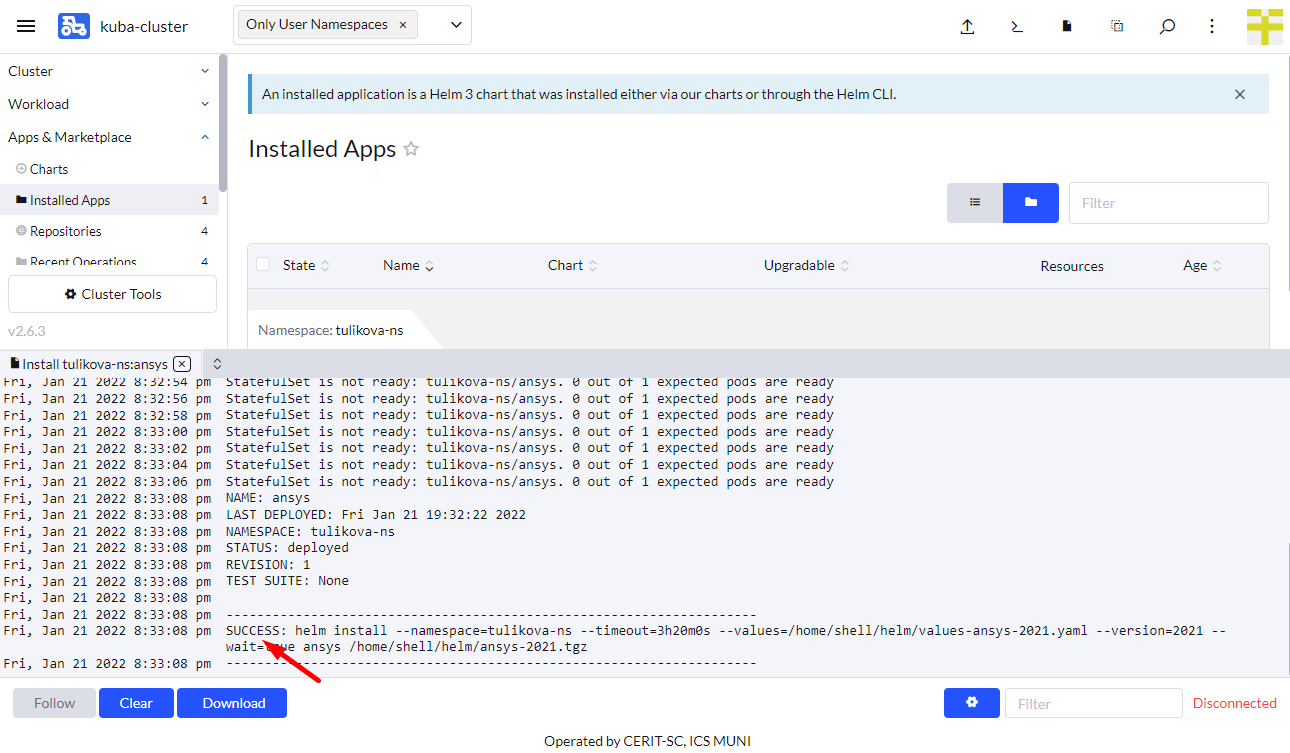 kuba-cluster
Only User Namespaces ×
Cluster
Workload
Apps & Marketplace
Charts
Installed Apps 1
Repositories 4
Recent Operations 4
Cluster Tools
v2.6.3
An installed application is a Helm 3 chart that was installed either via our charts or through the Helm CLI.
Installed Apps
Filter
State Name Chart Upgradable Resources Age
Namespace: tulikova-ns
Install tulikova-ns:ansys
Fri, Jan 21 2022 8:32:54 pm StatefulSet is not ready: tulikova-ns/ansys. 0 out of 1 expected pods are ready
Fri, Jan 21 2022 8:32:56 pm StatefulSet is not ready: tulikova-ns/ansys. 0 out of 1 expected pods are ready
Fri, Jan 21 2022 8:32:58 pm StatefulSet is not ready: tulikova-ns/ansys. 0 out of 1 expected pods are ready
Fri, Jan 21 2022 8:33:00 pm StatefulSet is not ready: tulikova-ns/ansys. 0 out of 1 expected pods are ready
Fri, Jan 21 2022 8:33:02 pm StatefulSet is not ready: tulikova-ns/ansys. 0 out of 1 expected pods are ready
Fri, Jan 21 2022 8:33:04 pm StatefulSet is not ready: tulikova-ns/ansys. 0 out of 1 expected pods are ready
Fri, Jan 21 2022 8:33:06 pm StatefulSet is not ready: tulikova-ns/ansys. 0 out of 1 expected pods are ready
Fri, Jan 21 2022 8:33:08 pm NAME: ansys
Fri, Jan 21 2022 8:33:08 pm LAST DEPLOYED: Fri Jan 21 19:32:22 2022
Fri, Jan 21 2022 8:33:08 pm NAMESPACE: tulikova-ns
Fri, Jan 21 2022 8:33:08 pm STATUS: deployed
Fri, Jan 21 2022 8:33:08 pm REVISION: 1
Fri, Jan 21 2022 8:33:08 pm TEST SUITE: None
Fri, Jan 21 2022 8:33:08 pm
Fri, Jan 21 2022 8:33:08 pm ---------------------------------------------------------------------
Fri, Jan 21 2022 8:33:08 pm SUCCESS: helm install --namespace=tulikova-ns --timeout=3h20m0s --values=/home/shell/helm/values-ansys-2021.yaml --version=2021 --
wait=true ansys /home/shell/helm/ansys-2021.tgz
Fri, Jan 21 2022 8:33:08 pm ---------------------------------------------------------------------
Follow Clear Download Filter Disconnected
Operated by CERIT-SC, ICS MUNI